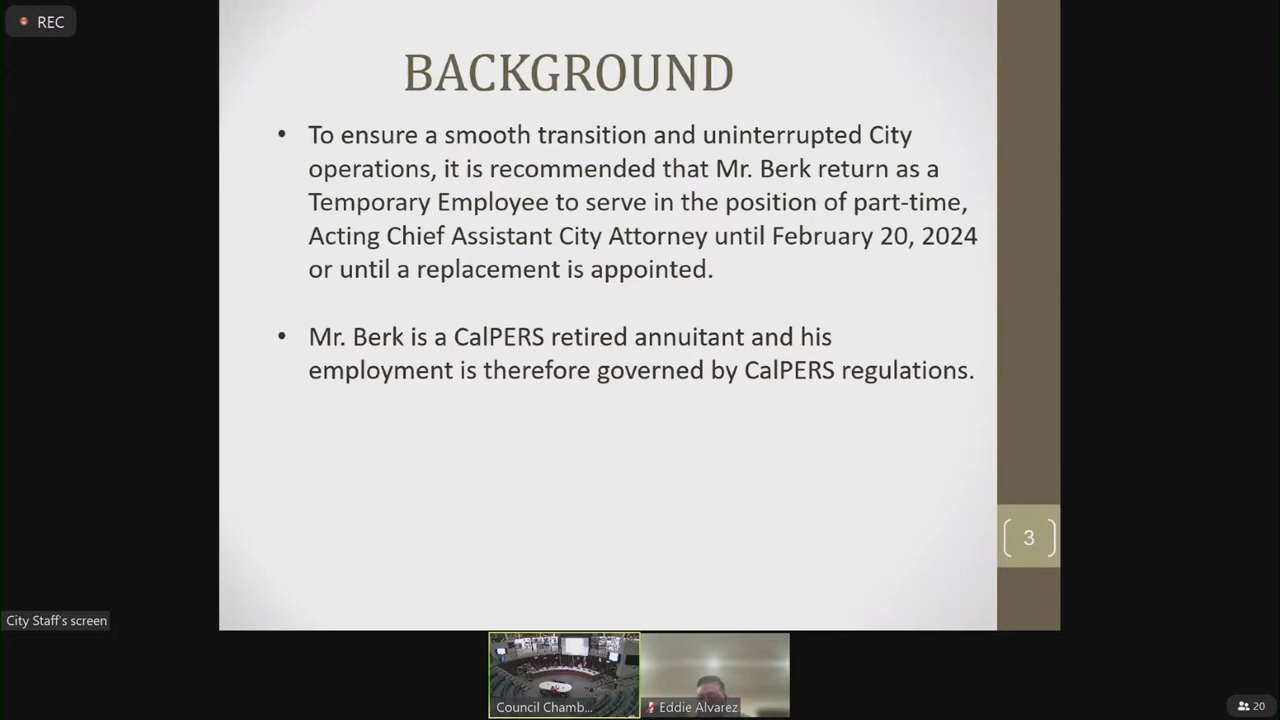 REC
BACKGROUND
• To ensure a smooth transition and uninterrupted City
operations, it is recommended that Mr. Berk return as a
Temporary Employee to serve in the position of part-time,
Acting Chief Assistant City Attorney until February 20, 2024
or until a replacement is appointed.
• Mr. Berk is a CalPERS retired annuitant and his
employment is therefore governed by CalPERS regulations.
3
City Staff's screen
Council Chamb...
Eddie Alvarez
20